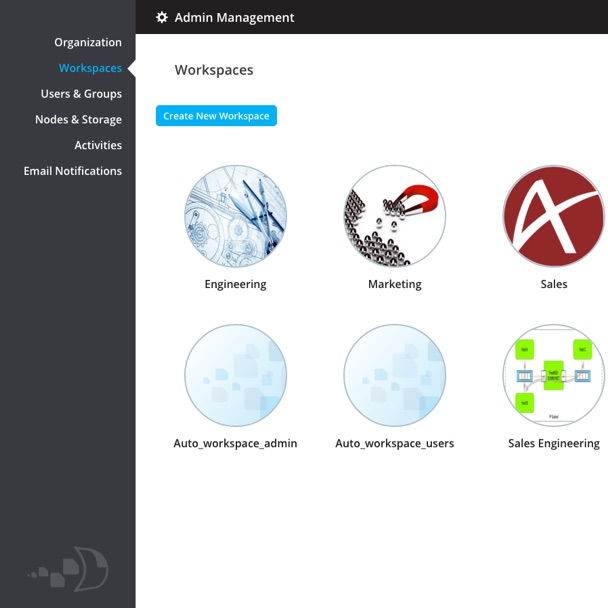 Admin Management
Organization
Workspaces
Users & Groups
Nodes & Storage
Activities
Email Notifications
Workspaces
Create New Workspace
Engineering
Marketing
Sales
Auto_workspace_admin
Auto_workspace_users
Floor
Sales Engineering